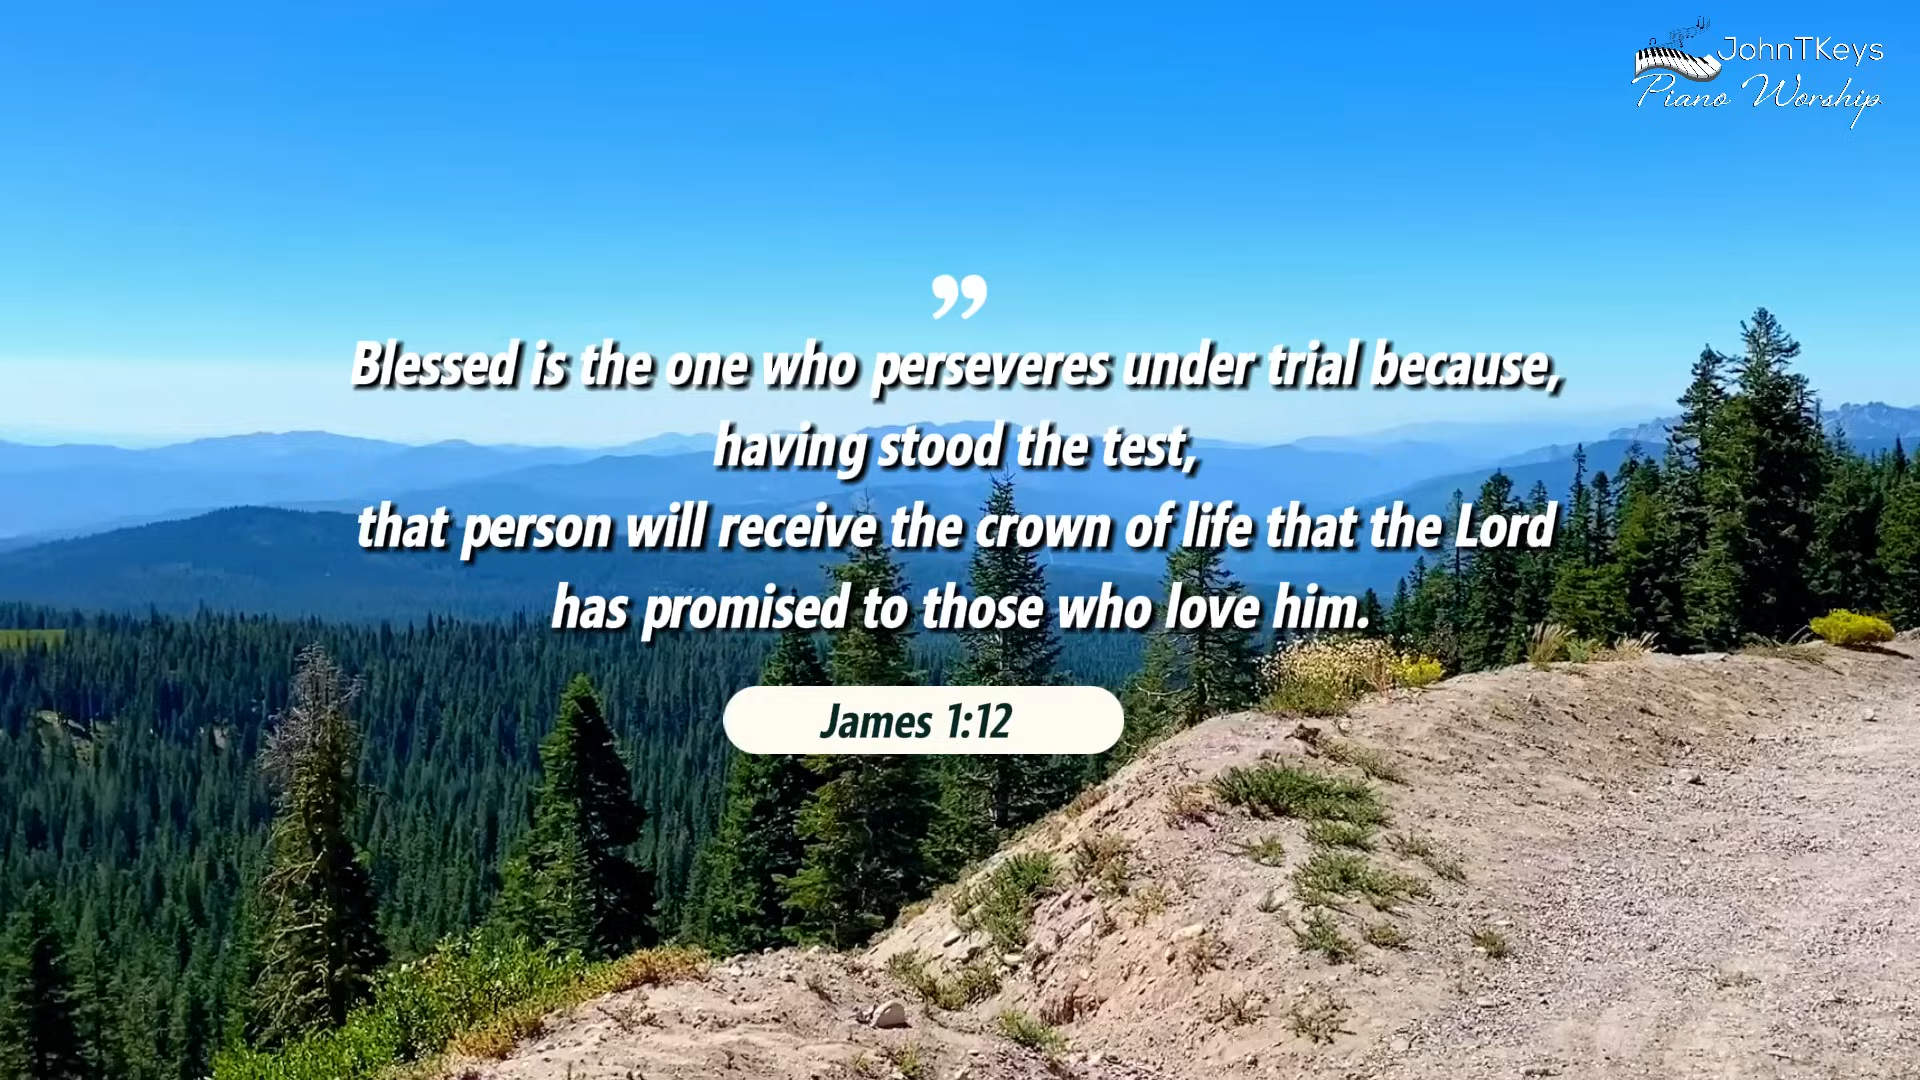 JohnTKeys
Piano Worship
”
Blessed is the one who perseveres under trial because,
having stood the test,
that person will receive the crown of life that the Lord
has promised to those who love him.
James 1:12